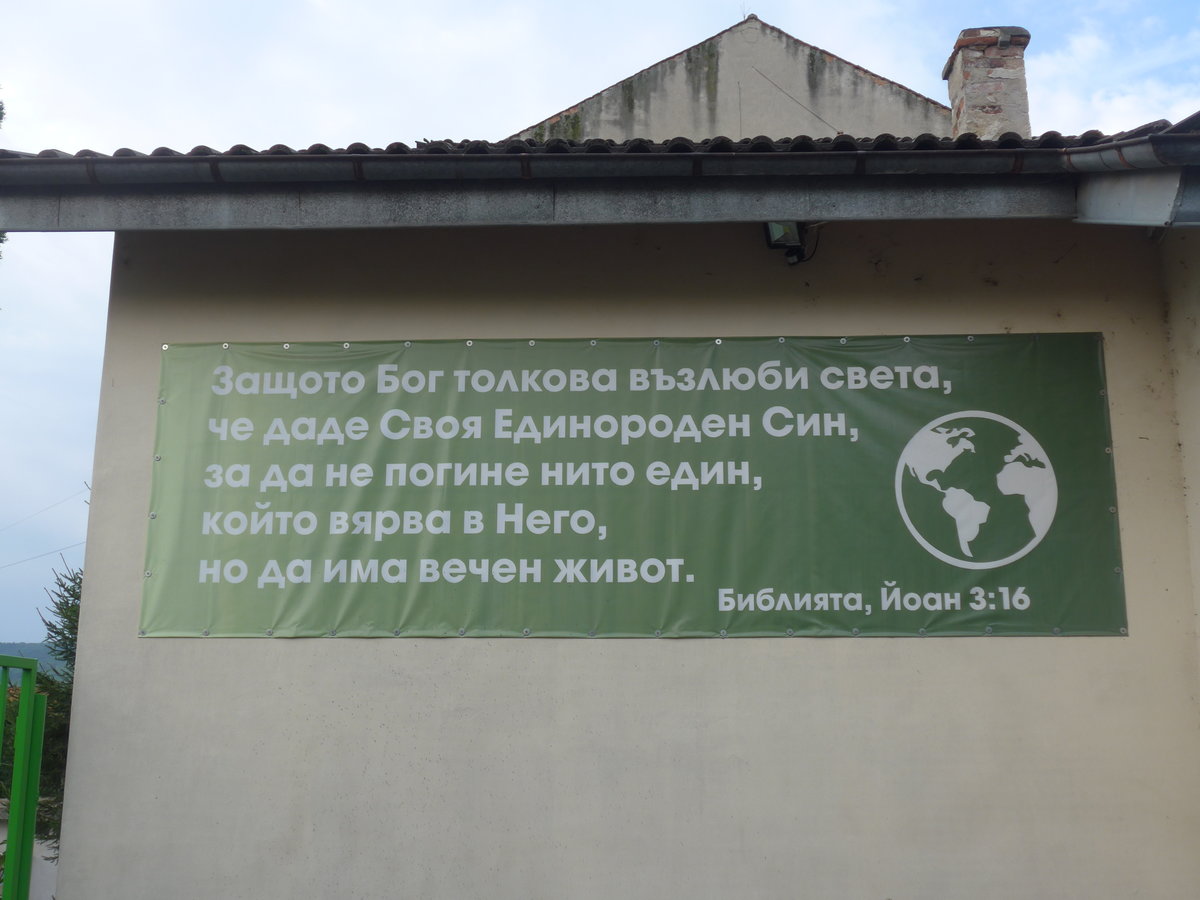 Защото Бог толкова възлюби света,
че даде Своя Единороден Син,
за да не погине нито един,
който вярва в Него,
но да има вечен живот.
Библията, Йоан 3:16